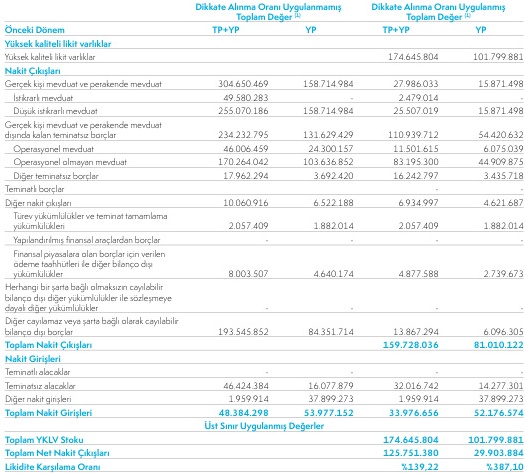 Dikkate Alınma Oranı Uygulanmamış Toplam Değer (1) Dikkate Alınma Oranı Uygulanmış Toplam Değer (1)
Önceki Dönem TP+YP YP TP+YP YP
Yüksek kaliteli likit varlıklar
Yüksek kaliteli likit varlıklar 174.645.804 101.799.881
Nakit Çıkışları
Gerçek kişi mevduat ve perakende mevduat 304.650.469 158.714.984 27.986.033 15.871.498
İstikrarlı mevduat 49.580.283 - 2.479.014 -
Düşük istikrarlı mevduat 255.070.186 158.714.984 25.507.019 15.871.498
Gerçek kişi mevduat ve perakende mevduat
dışında kalan teminatsız borçlar 234.232.795 131.629.429 110.939.712 54.420.632
Operasyonel mevduat 46.006.459 24.300.157 11.501.615 6.075.039
Operasyonel olmayan mevduat 170.264.042 103.636.852 83.195.300 44.909.875
Diğer teminatsız borçlar 17.962.294 3.692.420 16.242.797 3.435.718
Teminatlı borçlar - -
Diğer nakit çıkışları 10.060.916 6.522.188 6.934.997 4.621.687
Türev yükümlülükler ve teminat tamamlama
yükümlülükleri 2.057.409 1.882.014 2.057.409 1.882.014
Yapılandırılmış finansal araçlardan borçlar - - - -
Finansal piyasalara olan borçlar için verilen
ödeme taahhütleri ile diğer bilanço dışı
yükümlülükler 8.003.507 4.640.174 4.877.588 2.739.673
Herhangi bir şarta bağlı olmaksızın cayılabilir
bilanço dışı diğer yükümlülükler ile sözleşmeye
dayalı diğer yükümlülükler - - - -
Diğer cayılamaz veya şarta bağlı olarak cayılabilir
bilanço dışı borçlar 193.545.852 84.351.714 13.867.294 6.096.305
Toplam Nakit Çıkışları 159.728.036 81.010.122
Nakit Girişleri
Teminatlı alacaklar - - - -
Teminatsız alacaklar 46.424.384 16.077.879 32.016.742 14.277.301
Diğer nakit girişleri 1.959.914 37.899.273 1.959.914 37.899.273
Toplam Nakit Girişleri 48.384.298 53.977.152 33.976.656 52.176.574
Üst Sınır Uygulanmış Değerler
Toplam YKLV Stoku 174.645.804 101.799.881
Toplam Net Nakit Çıkışları 125.751.380 29.903.884
Likidite Karşılama Oranı %139,22 %387,10